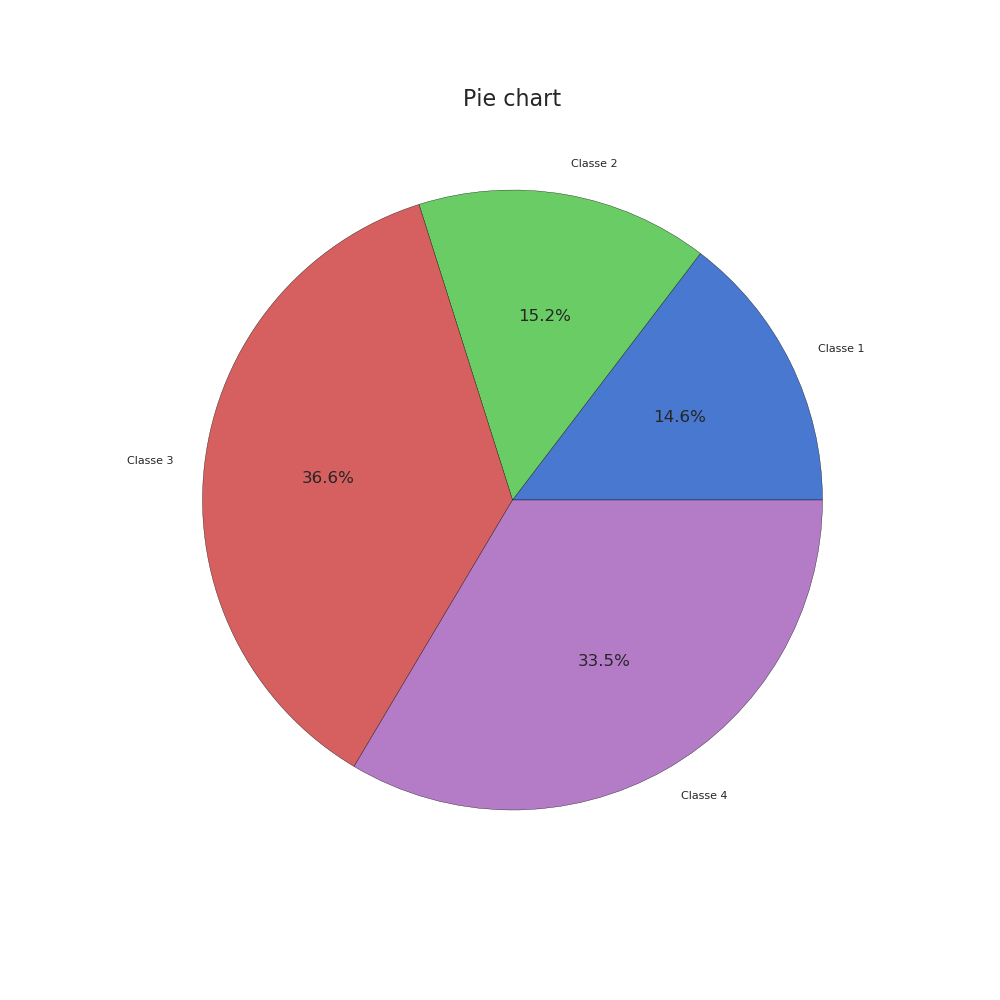 Pie chart
Classe 2
15.2%
Classe 1
14.6%
Classe 3
36.6%
33.5%
Classe 4